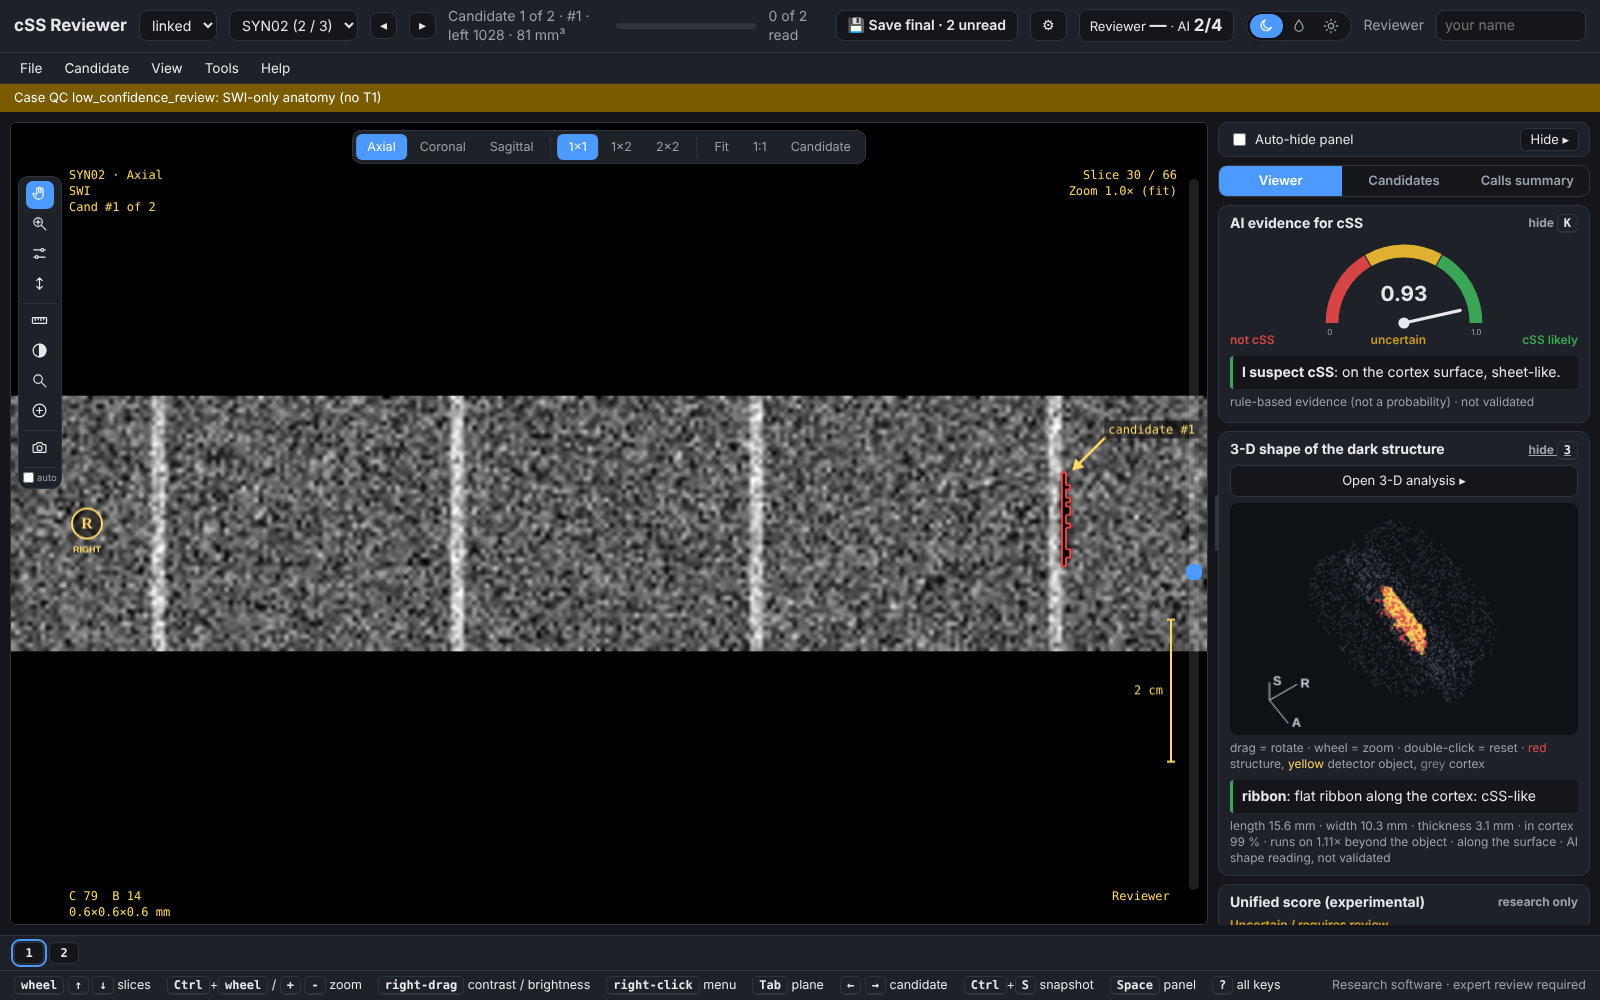 cSS Reviewer
linked
SYN02 (2 / 3)
Candidate 1 of 2 · #1 ·
left 1028 · 81 mm³
0 of 2
read
💾 Save final · 2 unread
Reviewer — · AI 2/4
Reviewer
your name
File
Candidate
View
Tools
Help
Case QC low_confidence_review: SWI-only anatomy (no T1)
Axial
Coronal
Sagittal
1×1
1×2
2×2
Fit
1:1
Candidate
SYN02 · Axial
SWI
Cand #1 of 2
Slice 30 / 66
Zoom 1.0× (fit)
auto
candidate #1
R
RIGHT
2 cm
C 79 B 14
0.6×0.6×0.6 mm
Reviewer
Auto-hide panel
Hide ▸
Viewer
Candidates
Calls summary
AI evidence for cSS
hide K
0.93
0
1.0
not cSS
uncertain
cSS likely
I suspect cSS: on the cortex surface, sheet-like.
rule-based evidence (not a probability) · not validated
3-D shape of the dark structure
hide 3
Open 3-D analysis ▸
S
R
A
drag = rotate · wheel = zoom · double-click = reset · red
structure, yellow detector object, grey cortex
ribbon: flat ribbon along the cortex: cSS-like
length 15.6 mm · width 10.3 mm · thickness 3.1 mm · in cortex
99 % · runs on 1.11× beyond the object · along the surface · AI
shape reading, not validated
Unified score (experimental)
research only
Uncertain / requires review
1
2
wheel ↑ ↓ slices
Ctrl + wheel / + - zoom
right-drag contrast / brightness
right-click menu
Tab plane
← → candidate
Ctrl + S snapshot
Space panel
? all keys
Research software · expert review required